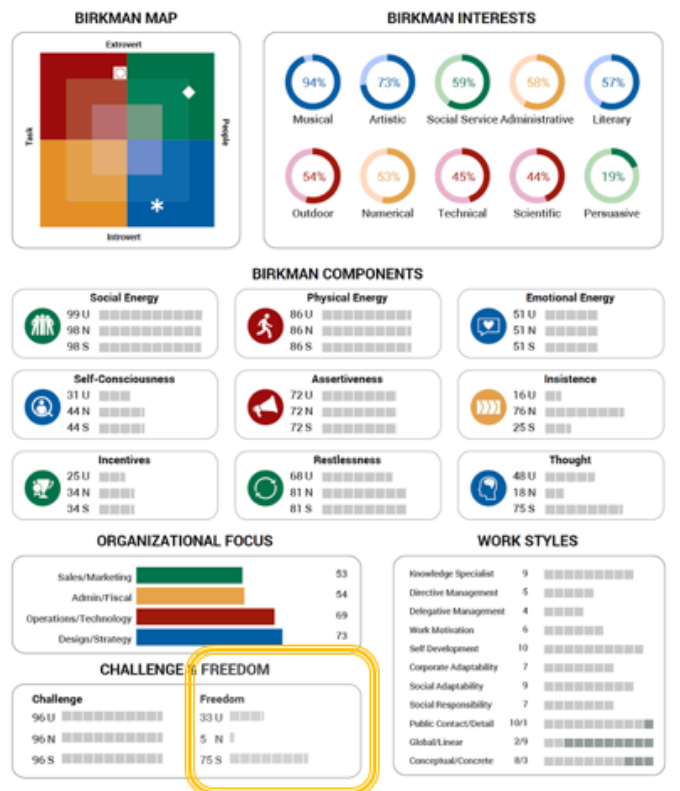 BIRKMAN MAP
Extrovert
Task
People
Introvert
BIRKMAN INTERESTS
94% 73% 59% 58% 57%
Musical Artistic Social Service Administrative Literary
54% 53% 45% 44% 19%
Outdoor Numerical Technical Scientific Persuasive
BIRKMAN COMPONENTS
Social Energy
99 U
98 N
98 S
Physical Energy
86 U
86 N
86 S
Emotional Energy
51 U
51 N
51 S
Self-Consciousness
31 U
44 N
44 S
Assertiveness
72 U
72 N
72 S
Insistence
16 U
76 N
25 S
Incentives
25 U
34 N
34 S
Restlessness
68 U
81 N
81 S
Thought
48 U
18 N
75 S
ORGANIZATIONAL FOCUS
Sales/Marketing 53
Admin/Fiscal 54
Operations/Technology 69
Design/Strategy 73
WORK STYLES
Knowledge Specialist 9
Directive Management 5
Delegative Management 4
Work Motivation 6
Self Development 10
Corporate Adaptability 7
Social Adaptability 9
Social Responsibility 7
Public Contact/Detail 10/1
Global/Linear 2/9
Conceptual/Concrete 8/3
CHALLENGE & FREEDOM
Challenge
96 U
96 N
96 S
Freedom
33 U
5 N
75 S